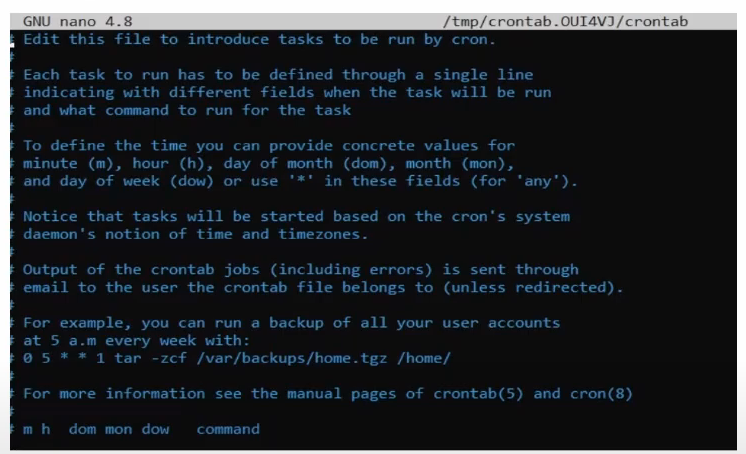 GNU nano 4.8 /tmp/crontab.OUI4VJ/crontab
# Edit this file to introduce tasks to be run by cron.
#
# Each task to run has to be defined through a single line
# indicating with different fields when the task will be run
# and what command to run for the task
#
# To define the time you can provide concrete values for
# minute (m), hour (h), day of month (dom), month (mon),
# and day of week (dow) or use '*' in these fields (for 'any').
#
# Notice that tasks will be started based on the cron's system
# daemon's notion of time and timezones.
#
# Output of the crontab jobs (including errors) is sent through
# email to the user the crontab file belongs to (unless redirected).
#
# For example, you can run a backup of all your user accounts
# at 5 a.m every week with:
# 0 5 * * 1 tar -zcf /var/backups/home.tgz /home/
#
# For more information see the manual pages of crontab(5) and cron(8)
#
# m h  dom mon dow   command